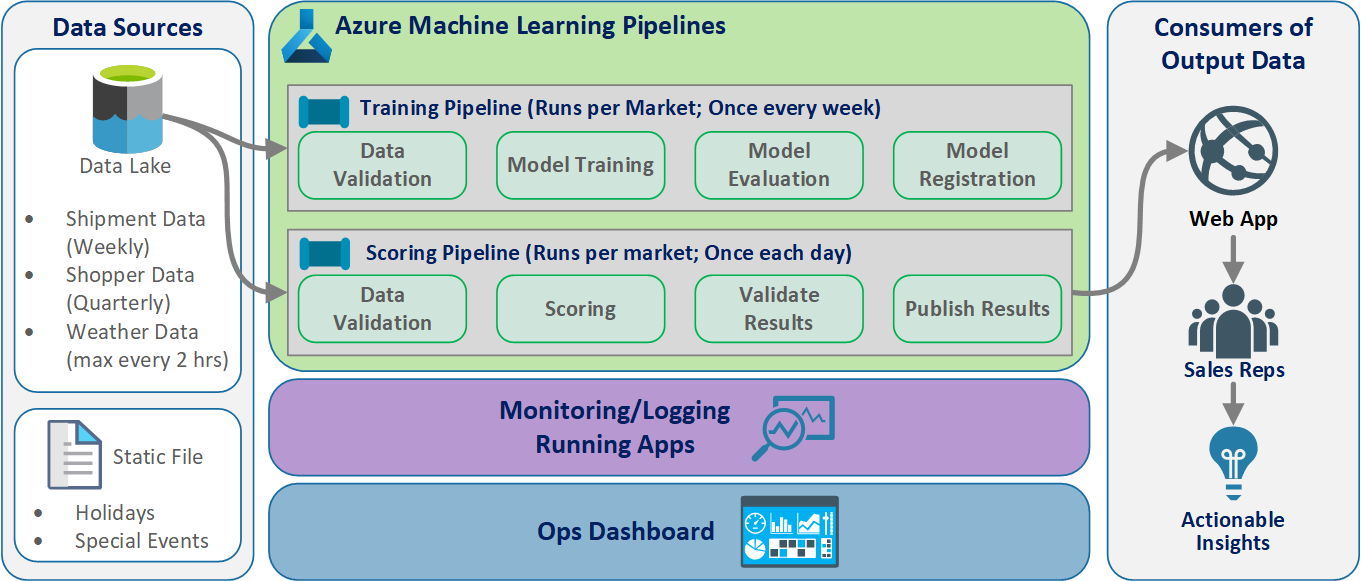 Data Sources
Data Lake
• Shipment Data
(Weekly)
• Shopper Data
(Quarterly)
• Weather Data
(max every 2 hrs)
Static File
• Holidays
• Special Events
Azure Machine Learning Pipelines
Training Pipeline (Runs per Market; Once every week)
Data
Validation
Model Training
Model
Evaluation
Model
Registration
Scoring Pipeline (Runs per market; Once each day)
Data
Validation
Scoring
Validate
Results
Publish Results
Monitoring/Logging
Running Apps
Ops Dashboard
Consumers of
Output Data
Web App
Sales Reps
Actionable
Insights